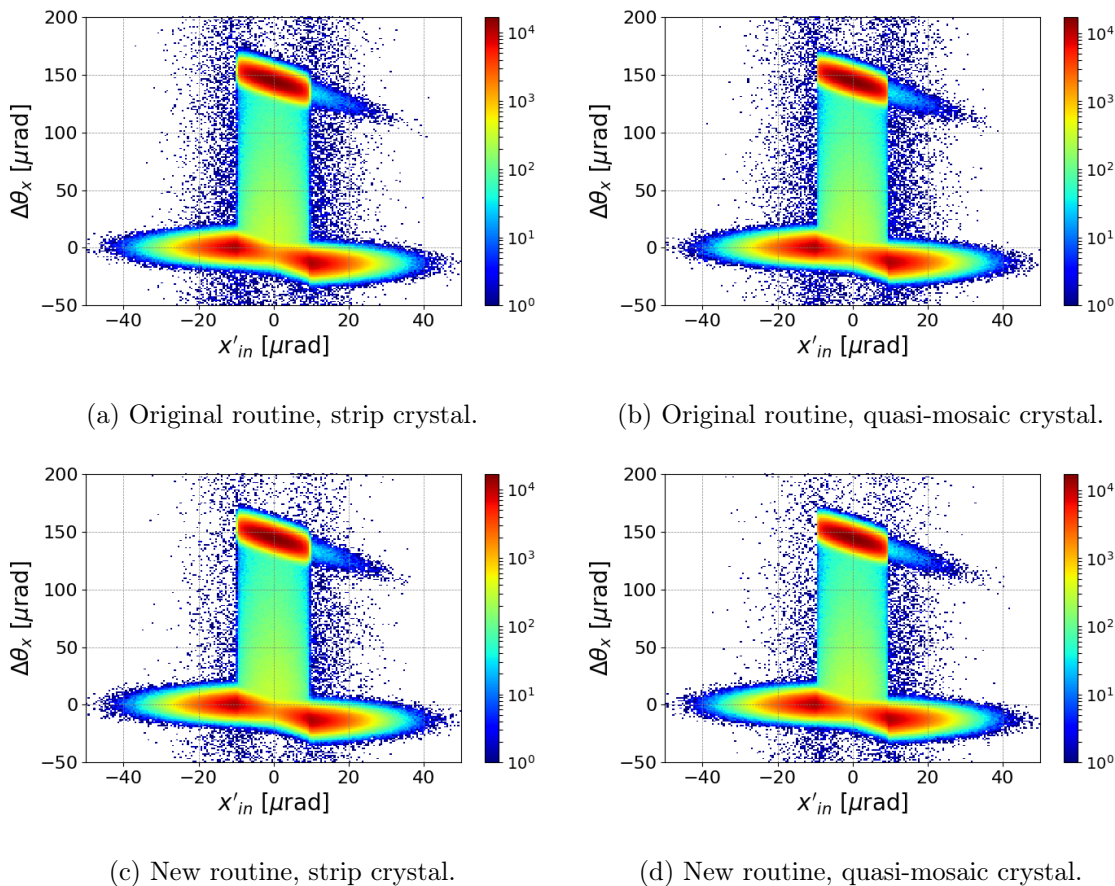 200
150
100
50
0
−50
Δθx [μrad]
−40 −20 0 20 40
x'in [μrad]
10^4
10^3
10^2
10^1
10^0
200
150
100
50
0
−50
Δθx [μrad]
−40 −20 0 20 40
x'in [μrad]
10^4
10^3
10^2
10^1
10^0
(a) Original routine, strip crystal.
(b) Original routine, quasi-mosaic crystal.
200
150
100
50
0
−50
Δθx [μrad]
−40 −20 0 20 40
x'in [μrad]
10^4
10^3
10^2
10^1
10^0
200
150
100
50
0
−50
Δθx [μrad]
−40 −20 0 20 40
x'in [μrad]
10^4
10^3
10^2
10^1
10^0
(c) New routine, strip crystal.
(d) New routine, quasi-mosaic crystal.